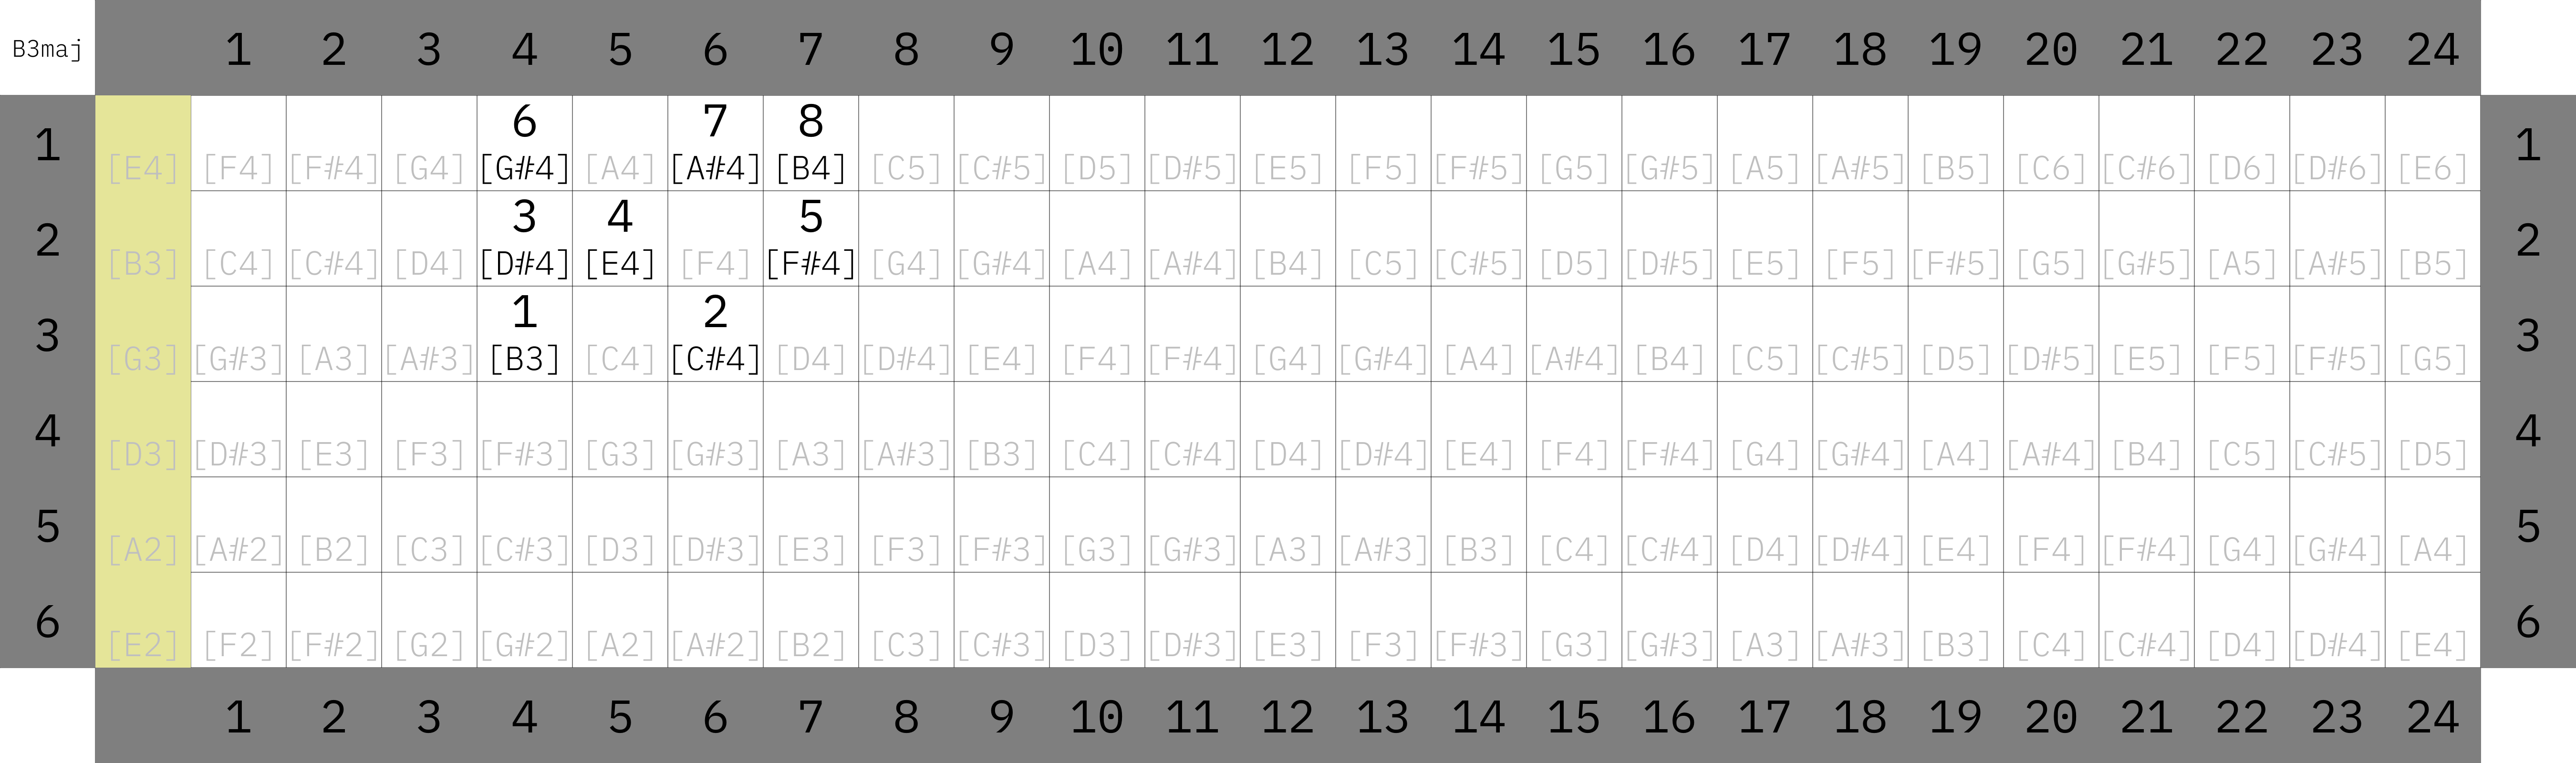 B3maj 1 2 3 4 5 6 7 8 9 10 11 12 13 14 15 16 17 18 19 20 21 22 23 24
6 7 8
1 [E4] [F4] [F#4] [G4] [G#4] [A4] [A#4] [B4] [C5] [C#5] [D5] [D#5] [E5] [F5] [F#5] [G5] [G#5] [A5] [A#5] [B5] [C6] [C#6] [D6] [D#6] [E6] 1
3 4 5
2 [B3] [C4] [C#4] [D4] [D#4] [E4] [F4] [F#4] [G4] [G#4] [A4] [A#4] [B4] [C5] [C#5] [D5] [D#5] [E5] [F5] [F#5] [G5] [G#5] [A5] [A#5] [B5] 2
1 2
3 [G3] [G#3] [A3] [A#3] [B3] [C4] [C#4] [D4] [D#4] [E4] [F4] [F#4] [G4] [G#4] [A4] [A#4] [B4] [C5] [C#5] [D5] [D#5] [E5] [F5] [F#5] [G5] 3
4 [D3] [D#3] [E3] [F3] [F#3] [G3] [G#3] [A3] [A#3] [B3] [C4] [C#4] [D4] [D#4] [E4] [F4] [F#4] [G4] [G#4] [A4] [A#4] [B4] [C5] [C#5] [D5] 4
5 [A2] [A#2] [B2] [C3] [C#3] [D3] [D#3] [E3] [F3] [F#3] [G3] [G#3] [A3] [A#3] [B3] [C4] [C#4] [D4] [D#4] [E4] [F4] [F#4] [G4] [G#4] [A4] 5
6 [E2] [F2] [F#2] [G2] [G#2] [A2] [A#2] [B2] [C3] [C#3] [D3] [D#3] [E3] [F3] [F#3] [G3] [G#3] [A3] [A#3] [B3] [C4] [C#4] [D4] [D#4] [E4] 6
1 2 3 4 5 6 7 8 9 10 11 12 13 14 15 16 17 18 19 20 21 22 23 24